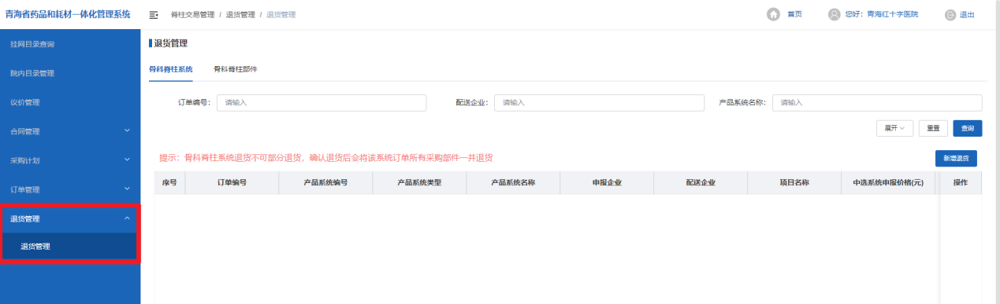 青海省药品和耗材一体化管理系统
脊柱交易管理 / 退货管理 / 退货管理
首页
您好：青海红十字医院
退出
挂网目录查询
院内目录管理
议价管理
合同管理
采购计划
订单管理
退货管理
退货管理
退货管理
骨科脊柱系统 骨科脊柱部件
订单编号： 请输入 配送企业： 请输入 产品系统名称： 请输入
展开 重置 查询
提示：骨科脊柱系统退货不可部分退货，确认退货后会将该系统订单所有采购部件一并退货
新增退货
序号 订单编号 产品系统编号 产品系统类型 产品系统名称 申报企业 配送企业 项目名称 中选系统申报价格(元) 操作